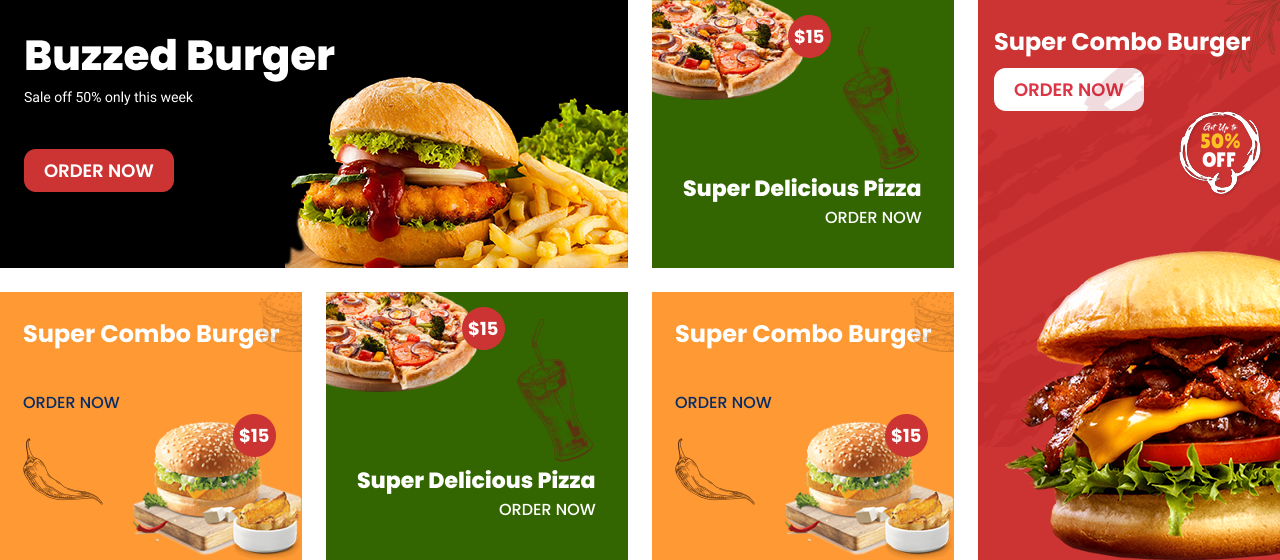 Buzzed Burger
Sale off 50% only this week
ORDER NOW
$15
Super Delicious Pizza
ORDER NOW
Super Combo Burger
ORDER NOW
Get Up to
50%
OFF
Super Combo Burger
ORDER NOW
$15
$15
Super Delicious Pizza
ORDER NOW
Super Combo Burger
ORDER NOW
$15